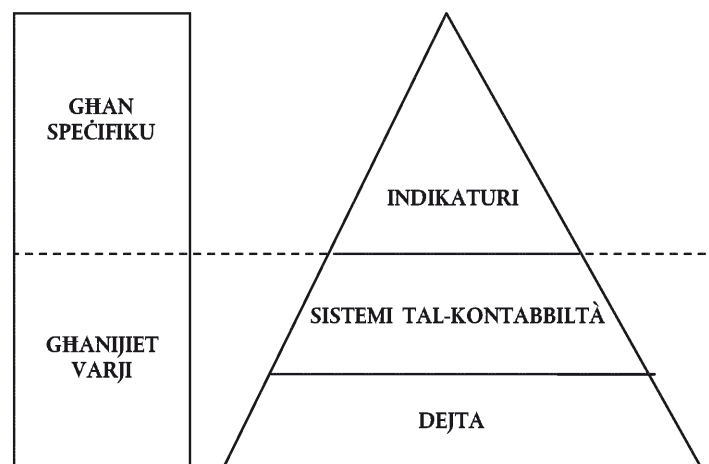 GĦAN
SPEĊIFIKU
INDIKATURI
SISTEMI TAL-KONTABBILTÀ
GĦANIJIET
VARJI
DEJTA